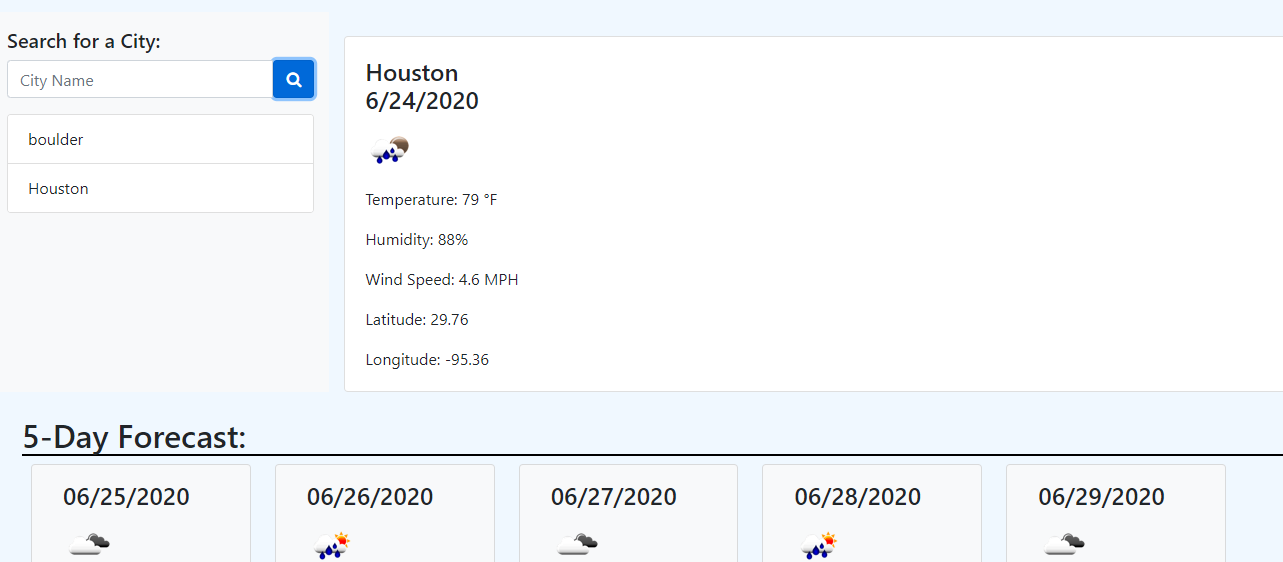 Search for a City:
City Name
boulder
Houston
Houston
6/24/2020
Temperature: 79 °F
Humidity: 88%
Wind Speed: 4.6 MPH
Latitude: 29.76
Longitude: -95.36
5-Day Forecast:
06/25/2020
06/26/2020
06/27/2020
06/28/2020
06/29/2020